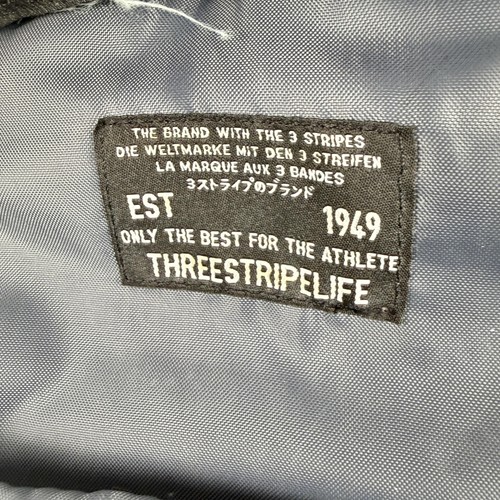 THE BRAND WITH THE 3 STRIPES
DIE WELTMARKE MIT DEN 3 STREIFEN
LA MARQUE AUX 3 BANDES
3ストライプのブランド
EST 1949
ONLY THE BEST FOR THE ATHLETE
THREESTRIPELIFE